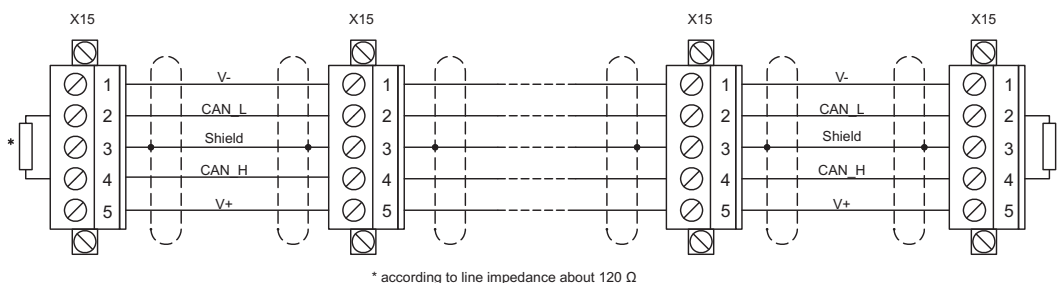 X15 X15 X15 X15
1 V- 1 1 V- 1
2 CAN_L 2 2 CAN_L 2
* 3 Shield 3 3 Shield 3
4 CAN_H 4 4 CAN_H 4
5 V+ 5 5 V+ 5
* according to line impedance about 120 Ω